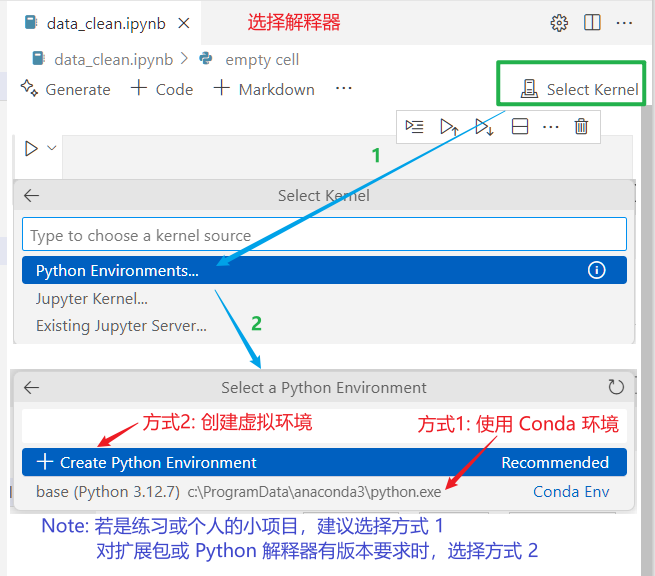 data_clean.ipynb
选择解释器
data_clean.ipynb > empty cell
Generate + Code + Markdown ...
Select Kernel
1
Select Kernel
Type to choose a kernel source
Python Environments...
Jupyter Kernel...
Existing Jupyter Server...
2
Select a Python Environment
方式2: 创建虚拟环境
方式1: 使用 Conda 环境
+ Create Python Environment
Recommended
base (Python 3.12.7) c:\ProgramData\anaconda3\python.exe
Conda Env
Note: 若是练习或个人的小项目，建议选择方式 1
对扩展包或 Python 解释器有版本要求时，选择方式 2